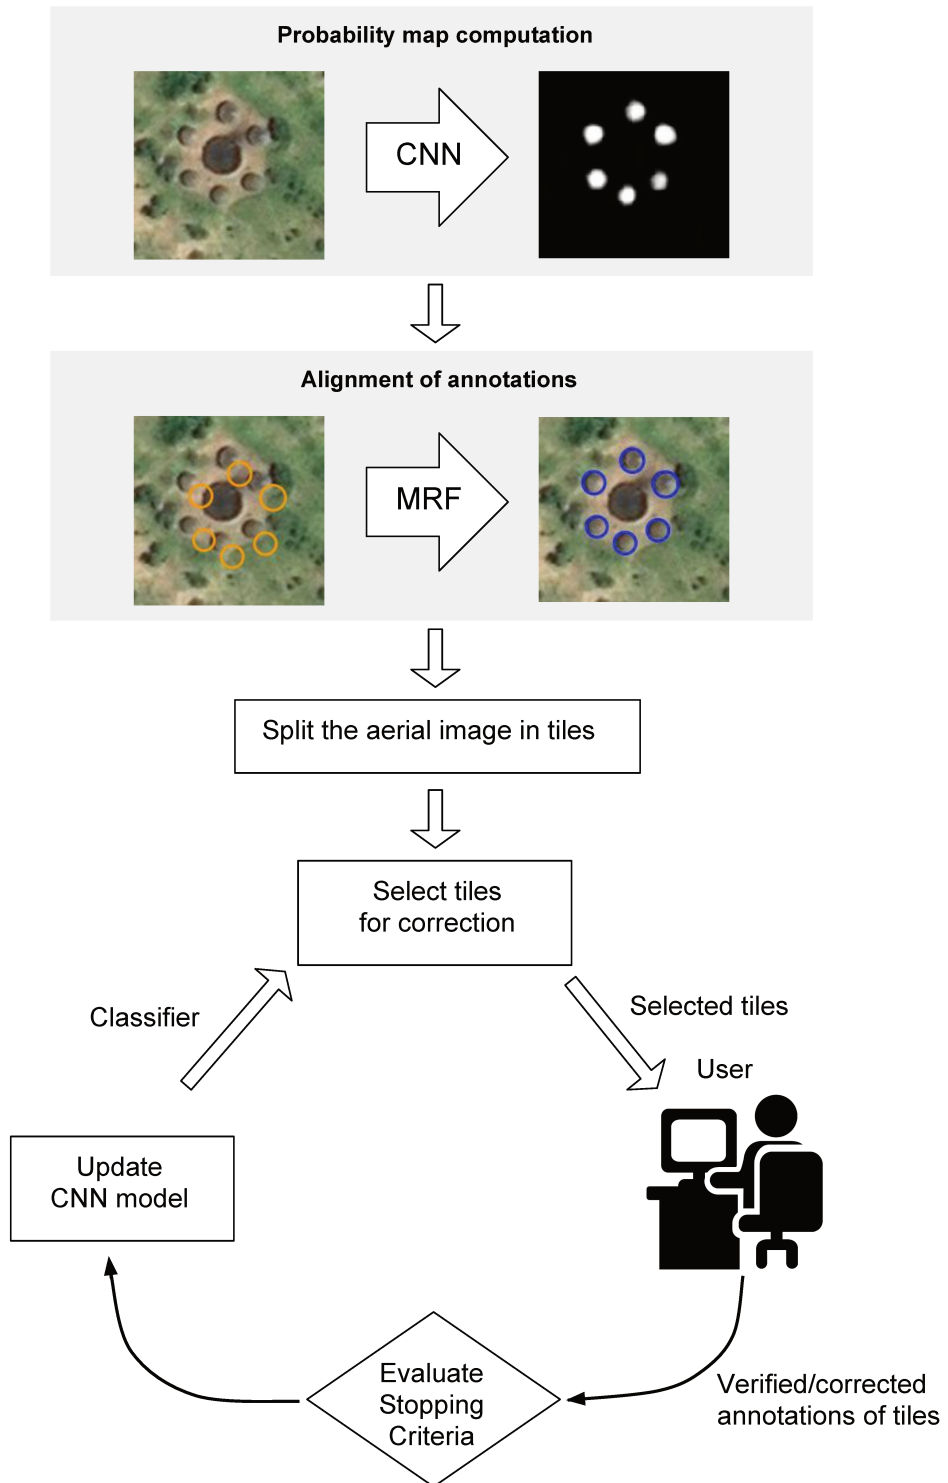 Probability map computation
CNN
Alignment of annotations
MRF
Split the aerial image in tiles
Select tiles
for correction
Classifier
Selected tiles
User
Update
CNN model
Evaluate
Stopping
Criteria
Verified/corrected
annotations of tiles